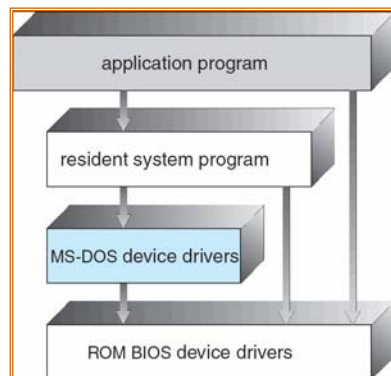 application program
resident system program
MS-DOS device drivers
ROM BIOS device drivers